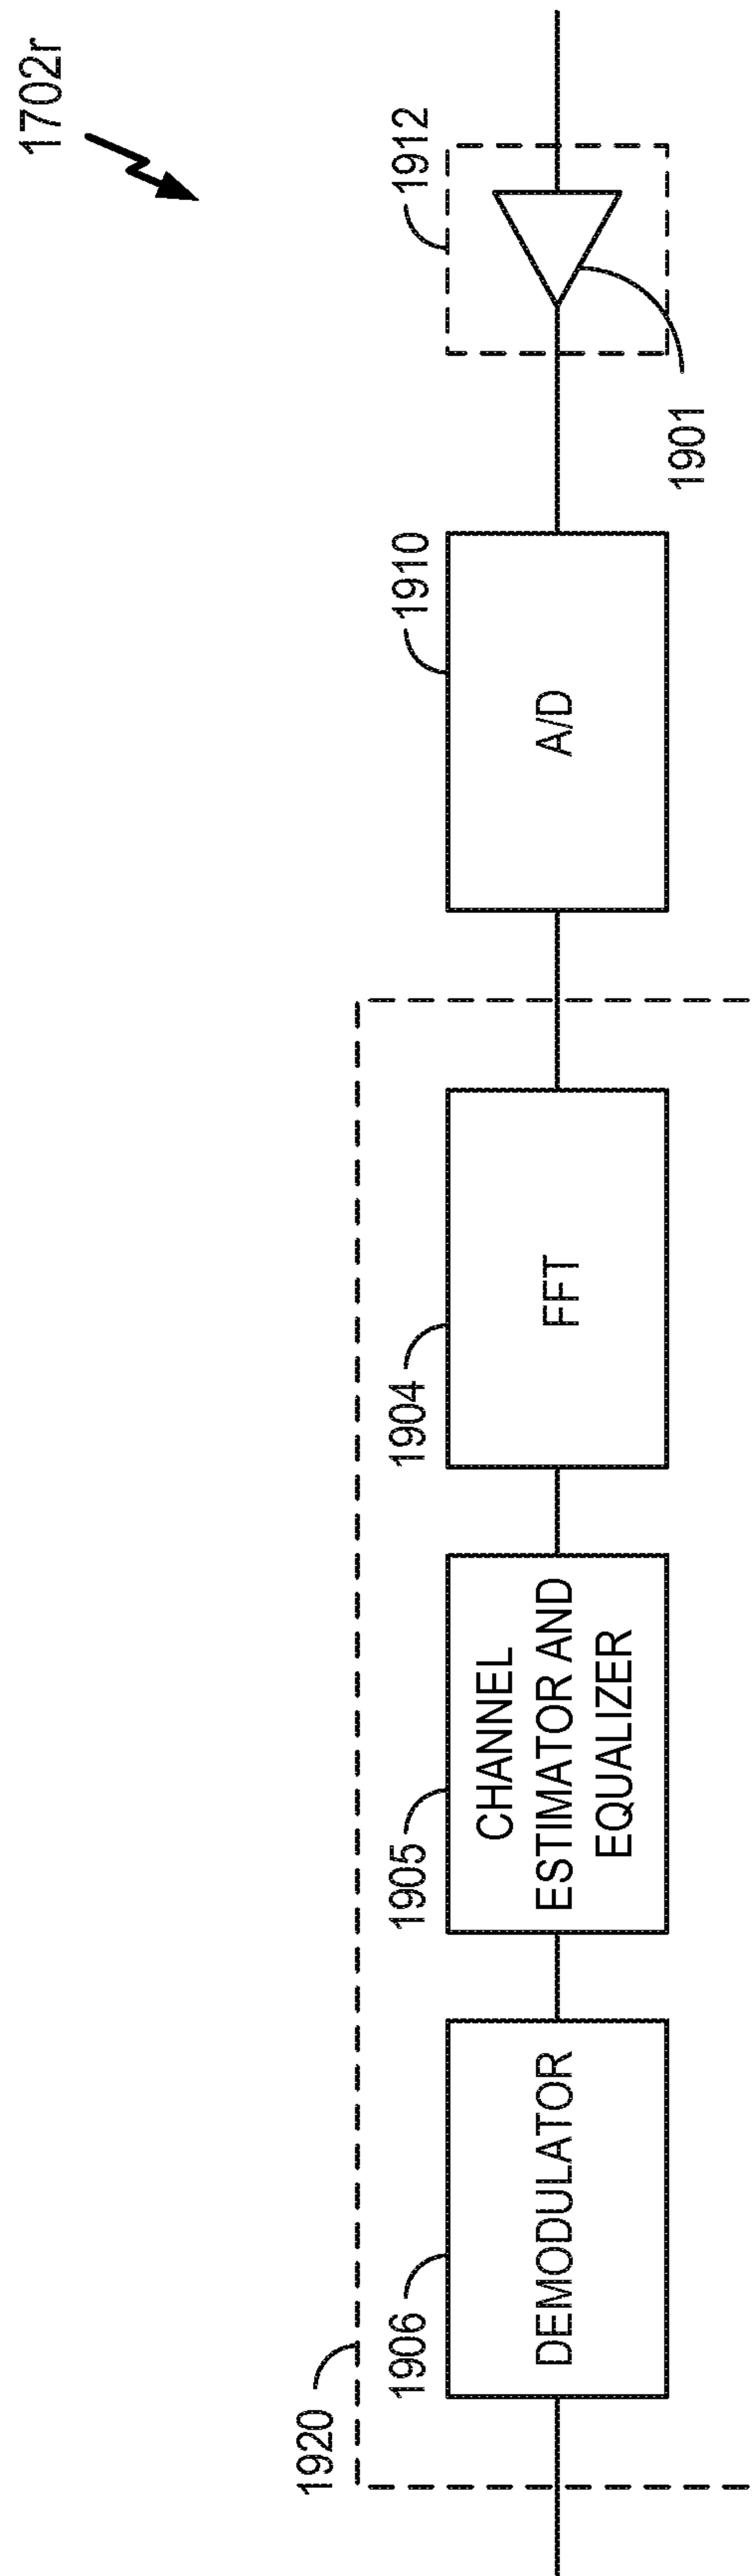 1702r
1920
1906
DEMODULATOR
1905
CHANNEL
ESTIMATOR AND
EQUALIZER
1904
FFT
1910
A/D
1912
1901